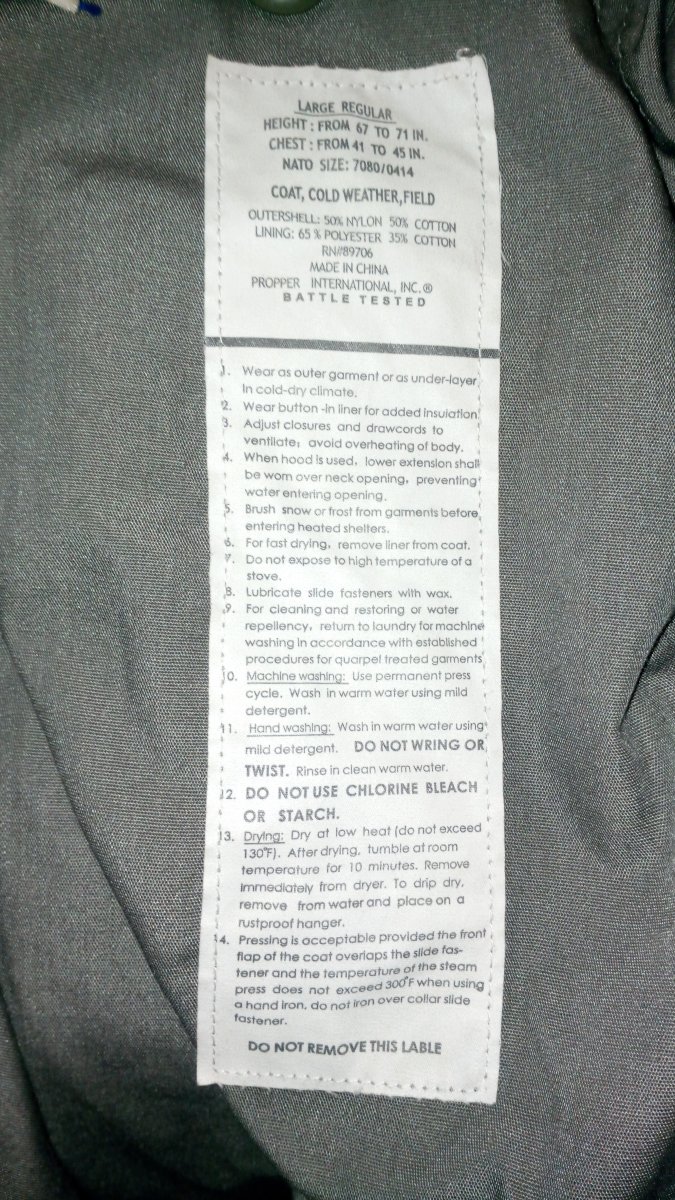 LARGE REGULAR
HEIGHT : FROM 67 TO 71 IN.
CHEST : FROM 41 TO 45 IN.
NATO SIZE: 7080/0414
COAT, COLD WEATHER,FIELD
OUTERSHELL: 50% NYLON 50% COTTON
LINING: 65 % POLYESTER 35% COTTON
RN#89706
MADE IN CHINA
PROPPER INTERNATIONAL, INC.®
BATTLE TESTED
1. Wear as outer garment or as under-layer
In cold-dry climate.
2. Wear button -in liner for added insulation.
3. Adjust closures and drawcords to
ventilate; avoid overheating of body.
4. When hood is used, lower extension shall
be worn over neck opening, preventing
water entering opening.
5. Brush snow or frost from garments before
entering heated shelters.
6. For fast drying, remove liner from coat.
7. Do not expose to high temperature of a
stove.
8. Lubricate slide fasteners with wax.
9. For cleaning and restoring or water
repellency, return to laundry for machine
washing in accordance with established
procedures for quarpel treated garments
10. Machine washing: Use permanent press
cycle. Wash in warm water using mild
detergent.
11. Hand washing: Wash in warm water using
mild detergent. DO NOT WRING OR
TWIST. Rinse in clean warm water.
12. DO NOT USE CHLORINE BLEACH
OR STARCH.
13. Drying: Dry at low heat (do not exceed
130°F). After drying, tumble at room
temperature for 10 minutes. Remove
immediately from dryer. To drip dry,
remove from water and place on a
rustproof hanger.
14. Pressing is acceptable provided the front
flap of the coat overlaps the slide fas-
tener and the temperature of the steam
press does not exceed 300°F when using
a hand iron, do not iron over collar slide
fastener.
DO NOT REMOVE THIS LABLE